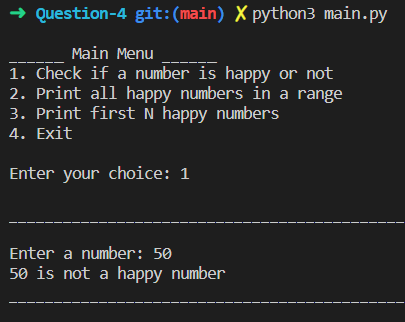 ➜ Question-4 git:(main) ✗ python3 main.py
______ Main Menu ______
1. Check if a number is happy or not
2. Print all happy numbers in a range
3. Print first N happy numbers
4. Exit
Enter your choice: 1
____________________________________________
Enter a number: 50
50 is not a happy number
____________________________________________